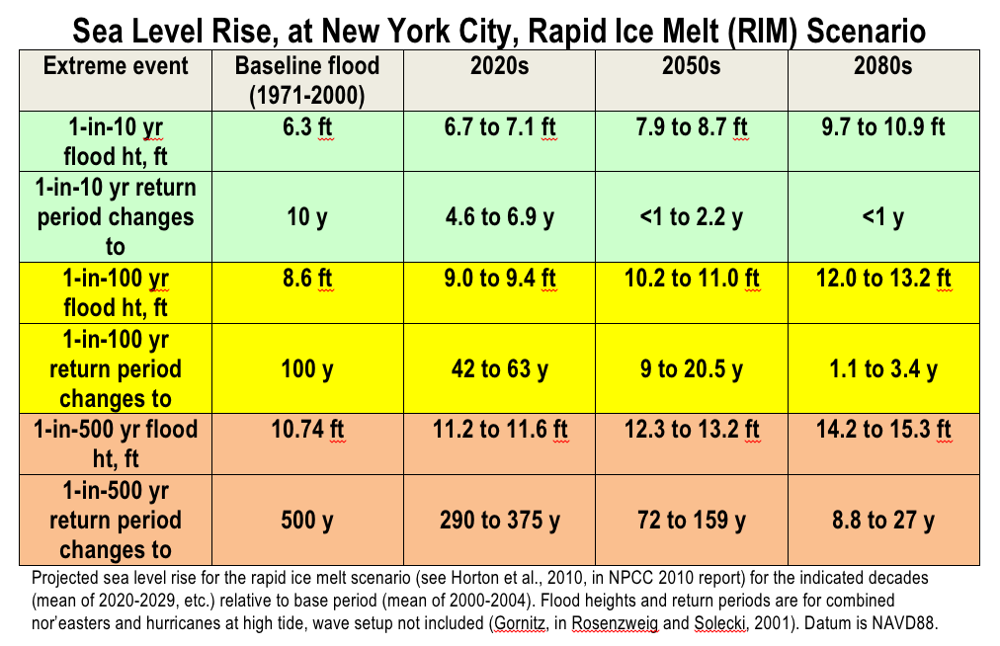 Sea Level Rise, at New York City, Rapid Ice Melt (RIM) Scenario
Extreme event Baseline flood 2020s 2050s 2080s
(1971-2000)
1-in-10 yr 6.3 ft 6.7 to 7.1 ft 7.9 to 8.7 ft 9.7 to 10.9 ft
flood ht, ft
1-in-10 yr return
period changes 10 y 4.6 to 6.9 y <1 to 2.2 y <1 y
to
1-in-100 yr 8.6 ft 9.0 to 9.4 ft 10.2 to 11.0 ft 12.0 to 13.2 ft
flood ht, ft
1-in-100 yr
return period 100 y 42 to 63 y 9 to 20.5 y 1.1 to 3.4 y
changes to
1-in-500 yr flood 10.74 ft 11.2 to 11.6 ft 12.3 to 13.2 ft 14.2 to 15.3 ft
ht, ft
1-in-500 yr
return period 500 y 290 to 375 y 72 to 159 y 8.8 to 27 y
changes to
Projected sea level rise for the rapid ice melt scenario (see Horton et al., 2010, in NPCC 2010 report) for the indicated decades
(mean of 2020-2029, etc.) relative to base period (mean of 2000-2004). Flood heights and return periods are for combined
nor'easters and hurricanes at high tide, wave setup not included (Gornitz, in Rosenzweig and Solecki, 2001). Datum is NAVD88.